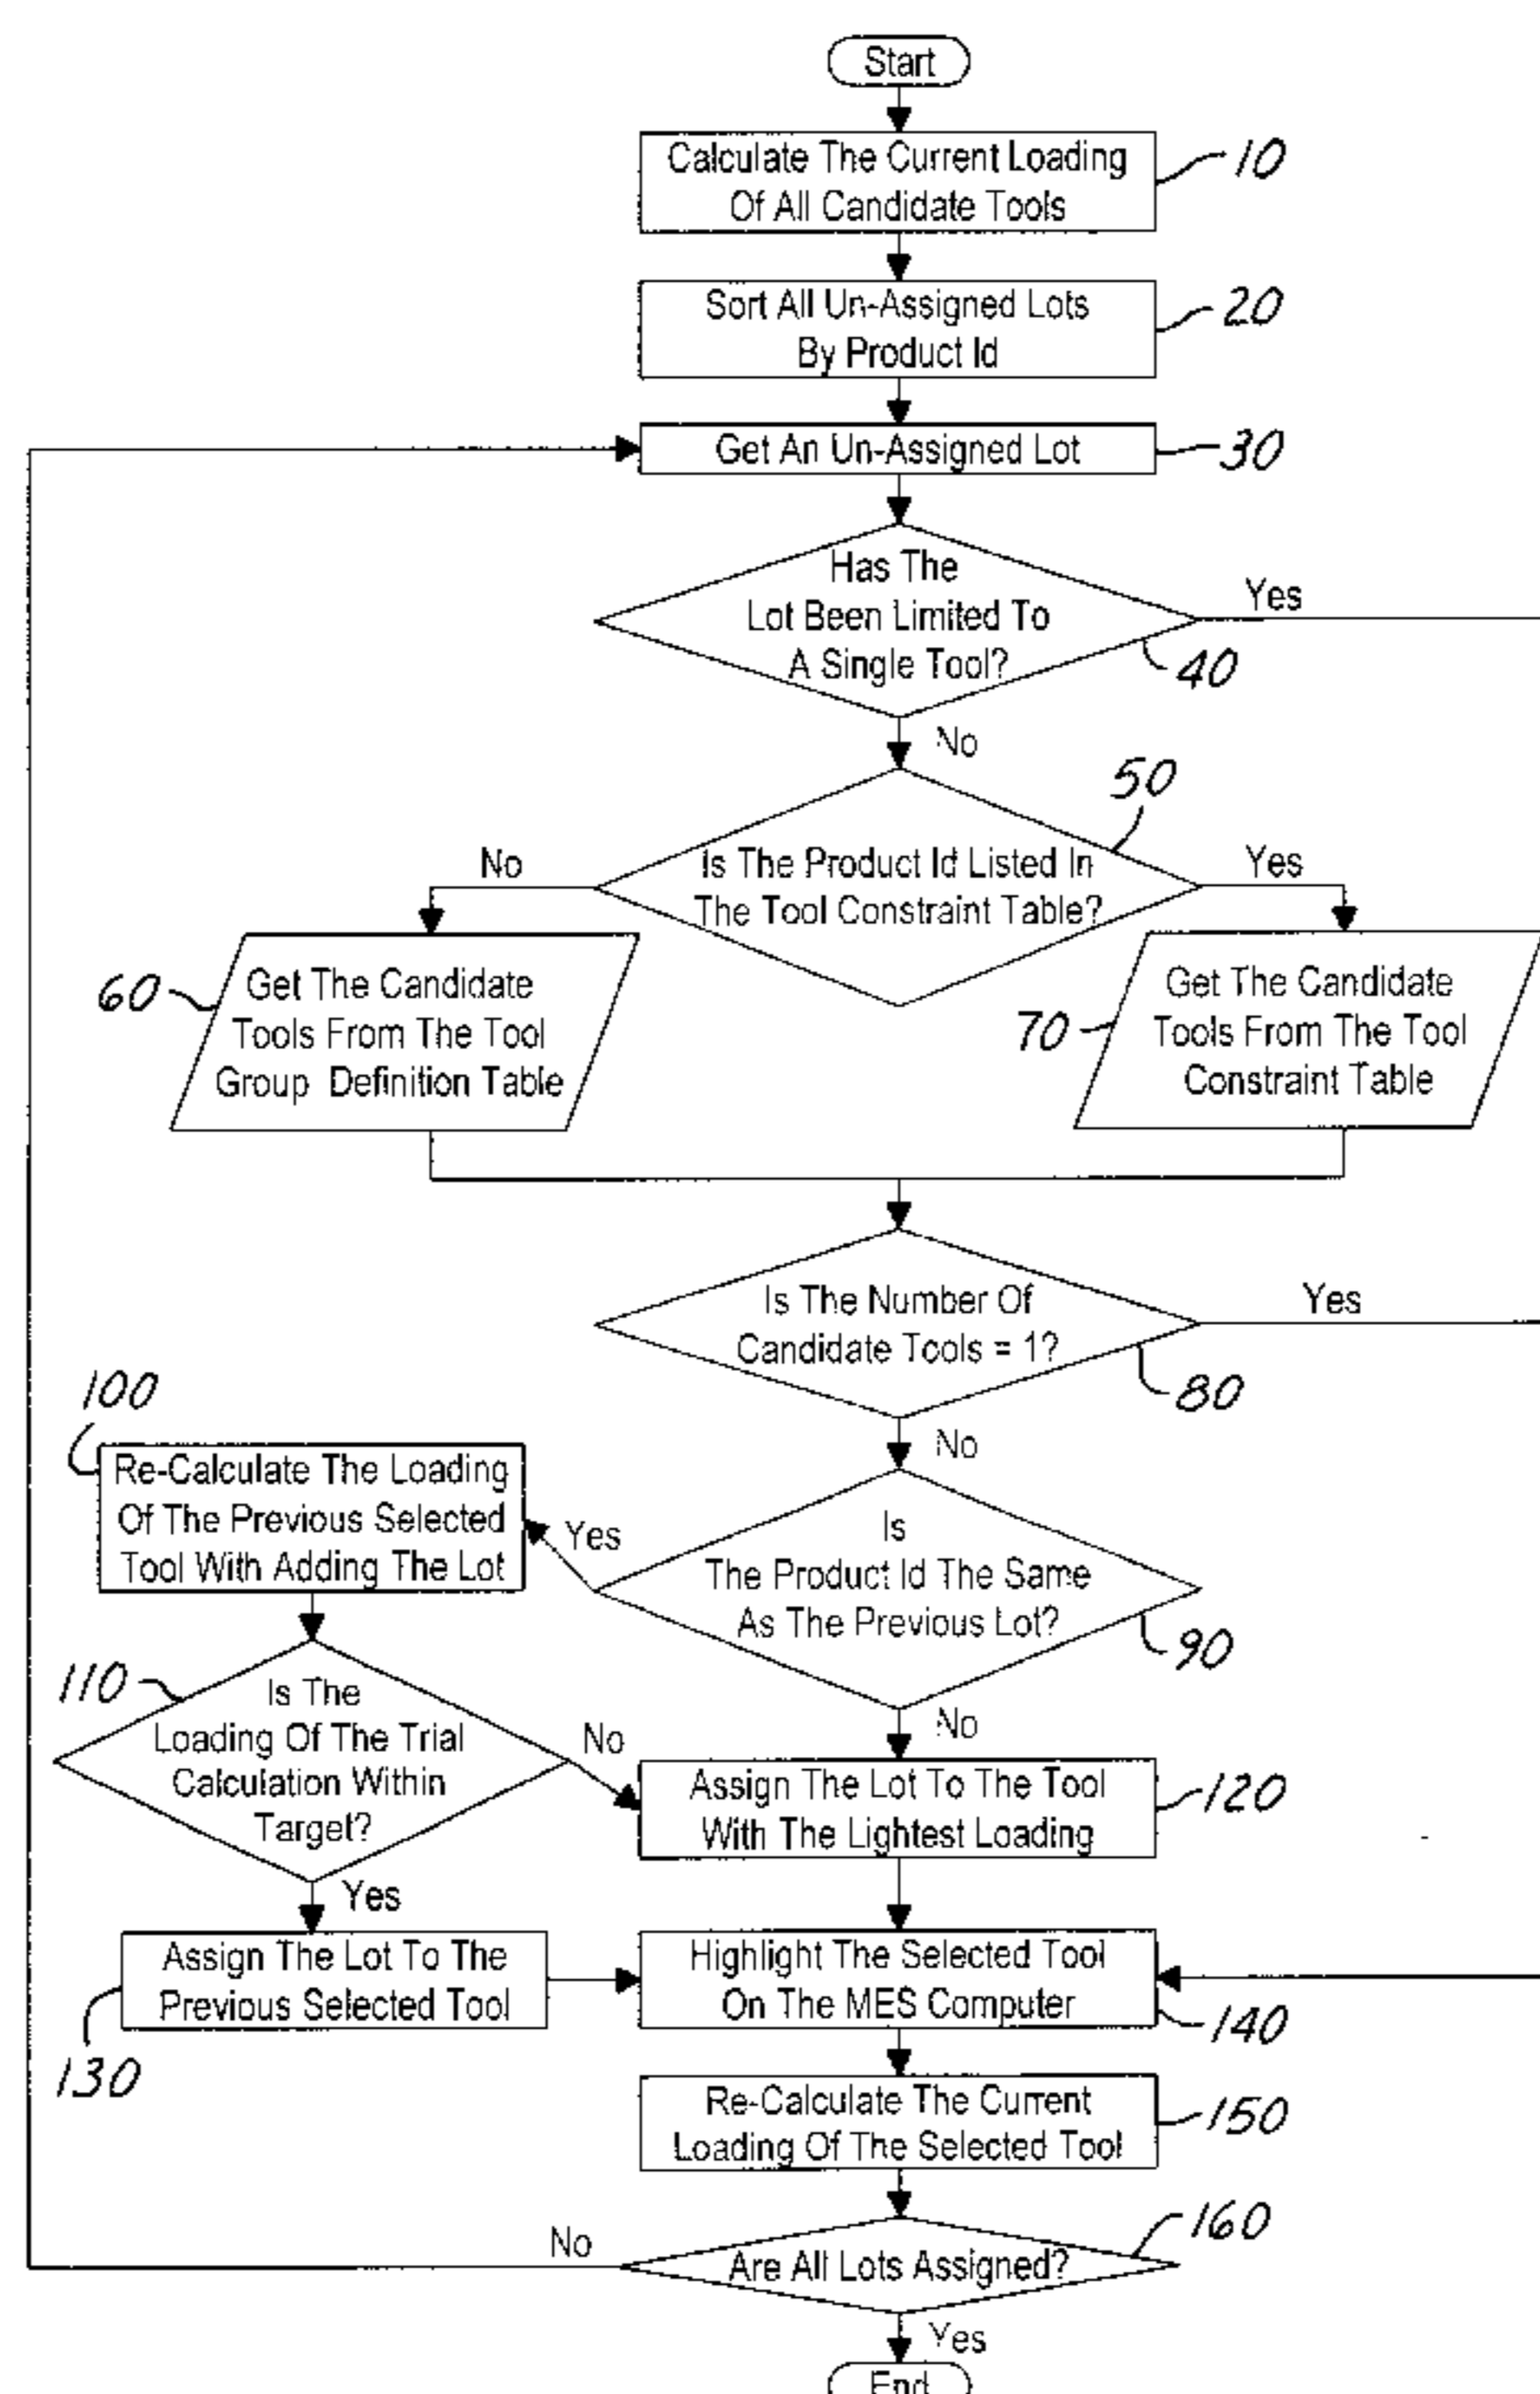 Start
Calculate The Current Loading
Of All Candidate Tools
10
Sort All Un-Assigned Lots
By Product Id
20
Get An Un-Assigned Lot
30
Has The
Lot Been Limited To
A Single Tool?
Yes
40
No
50
Is The Product Id Listed In
The Tool Constraint Table?
No
Yes
60
Get The Candidate
Tools From The Tool
Group Definition Table
70
Get The Candidate
Tools From The Tool
Constraint Table
Is The Number Of
Candidate Tools = 1?
Yes
80
No
100
Re-Calculate The Loading
Of The Previous Selected
Tool With Adding The Lot
Yes
Is
The Product Id The Same
As The Previous Lot?
90
No
110
Is The
Loading Of The Trial
Calculation Within
Target?
No
Yes
Assign The Lot To The Tool
With The Lightest Loading
120
Assign The Lot To The
Previous Selected Tool
130
Highlight The Selected Tool
On The MES Computer
140
Re-Calculate The Current
Loading Of The Selected Tool
150
Are All Lots Assigned?
160
No
Yes
End